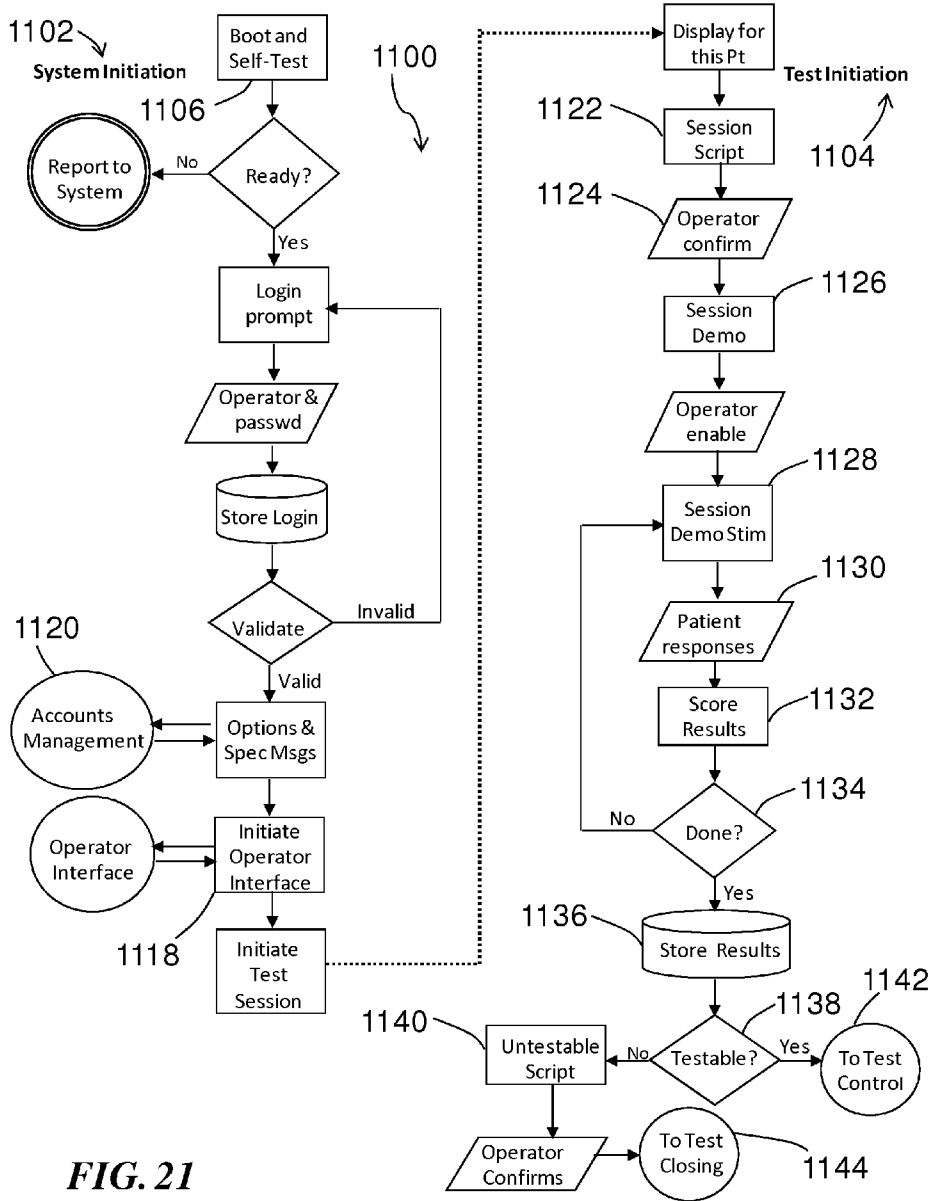 1102
System Initiation
Boot and
Self-Test
1106
1100
Report to
System
No
Ready?
Yes
Login
prompt
Operator &
passwd
Store Login
Validate
Invalid
Valid
1120
Accounts
Management
Options &
Spec Msgs
Operator
Interface
Initiate
Operator
Interface
1118
Initiate
Test
Session
Display for
this Pt
Test Initiation
1104
1122
Session
Script
1124
Operator
confirm
1126
Session
Demo
Operator
enable
1128
Session
Demo Stim
1130
Patient
responses
1132
Score
Results
1134
No
Done?
Yes
1136
Store Results
1138
1142
1140
Untestable
Script
No
Testable?
Yes
To Test
Control
Operator
Confirms
To Test
Closing
1144
FIG. 21